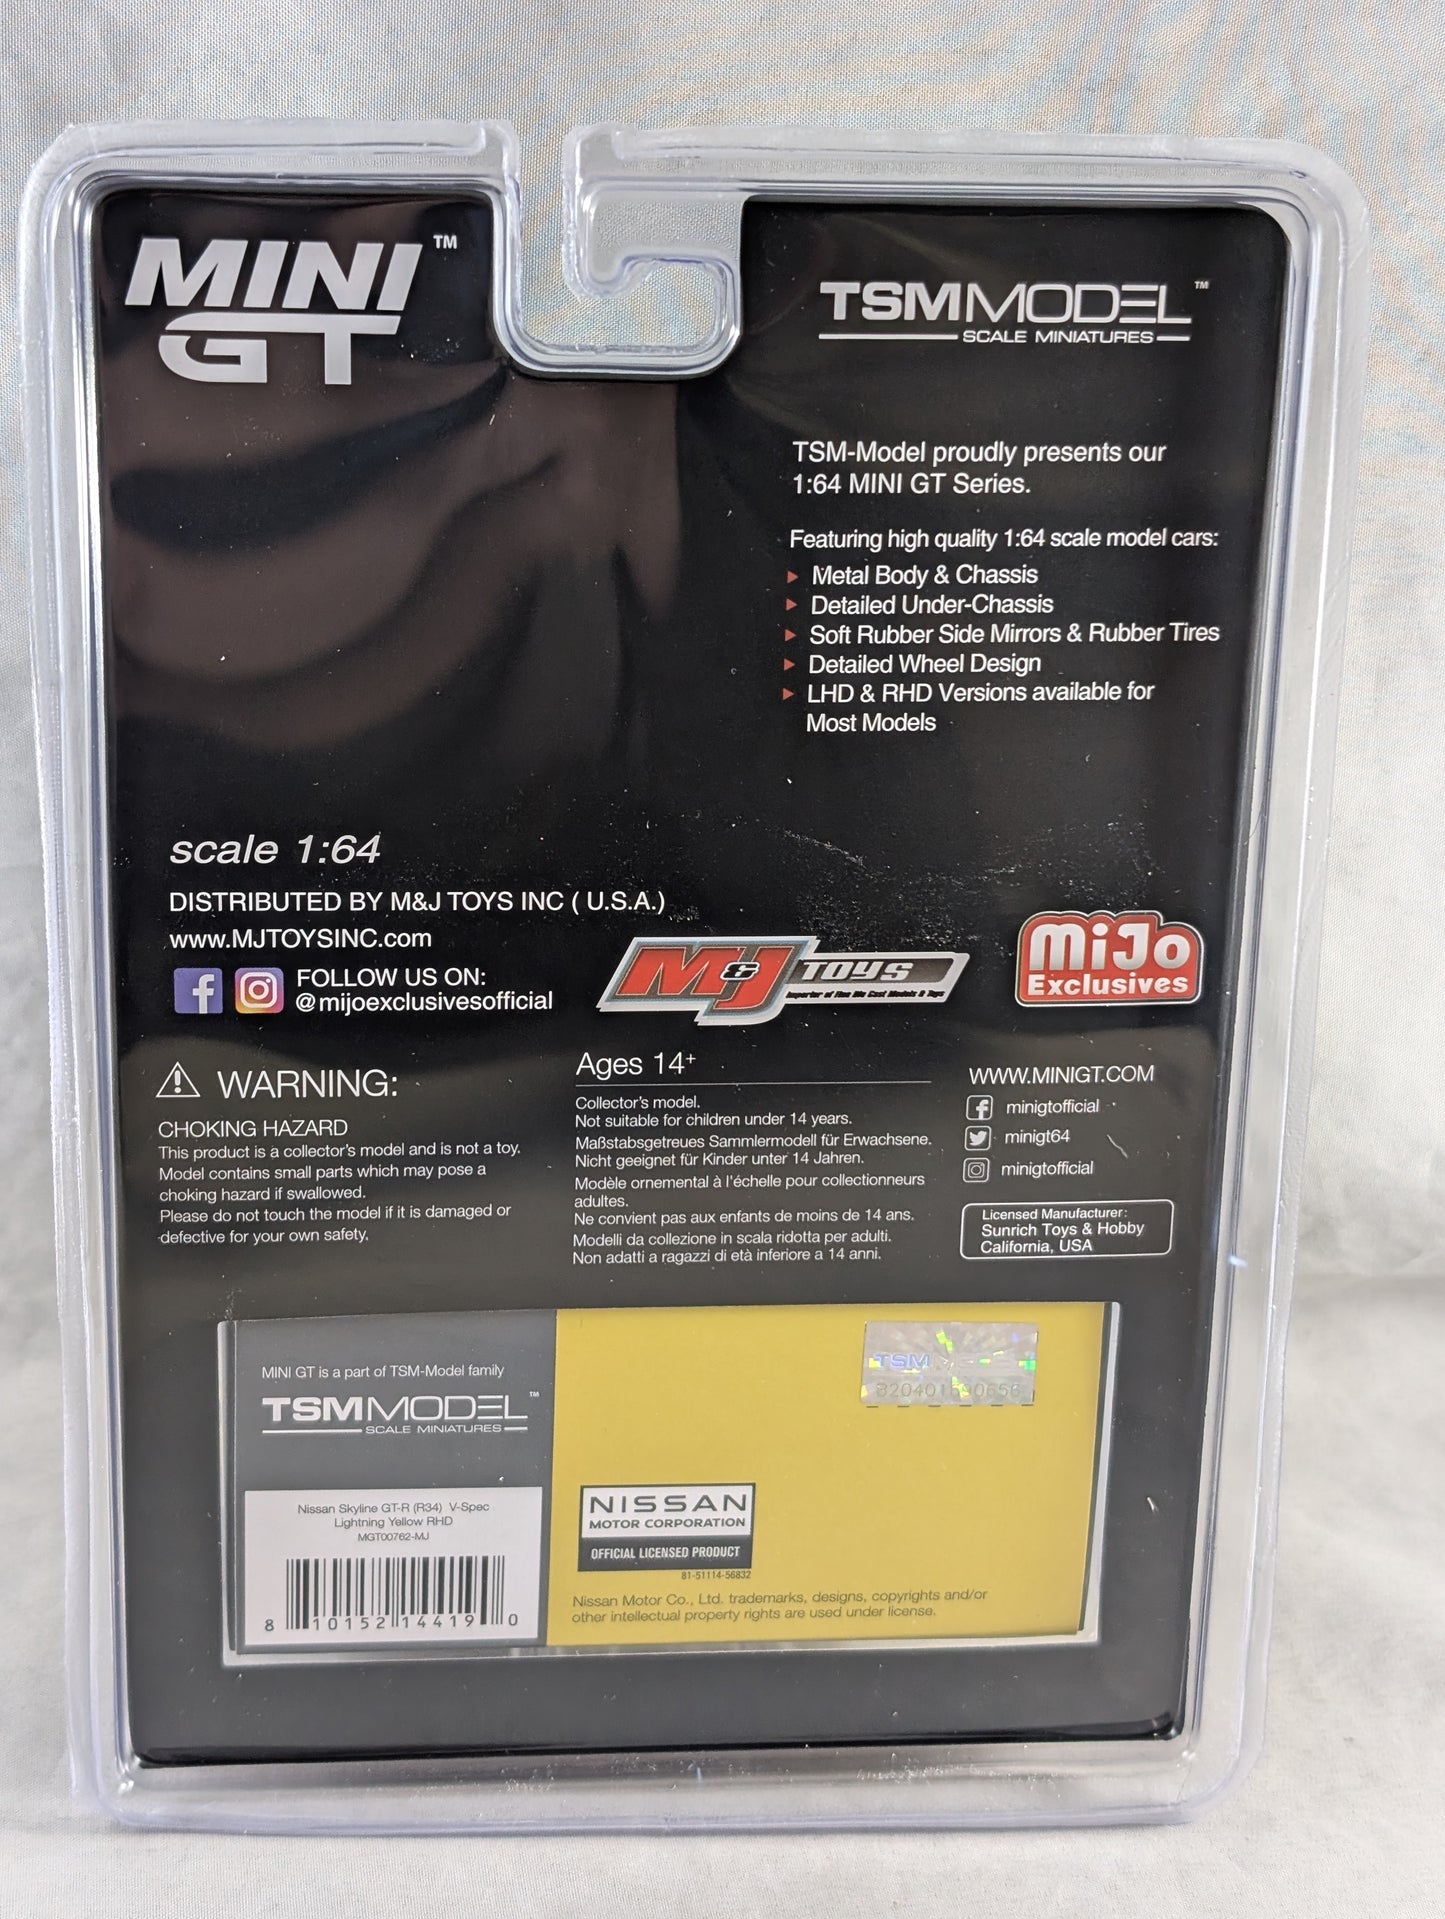 MINI GT™
TSMMODEL™
SCALE MINIATURES
TSM-Model proudly presents our
1:64 MINI GT Series.
Featuring high quality 1:64 scale model cars:
Metal Body & Chassis
Detailed Under-Chassis
Soft Rubber Side Mirrors & Rubber Tires
Detailed Wheel Design
LHD & RHD Versions available for
Most Models
scale 1:64
DISTRIBUTED BY M&J TOYS INC ( U.S.A.)
www.MJTOYSINC.com
FOLLOW US ON:
@mijoexclusivesofficial
M&J TOYS
Importer of Fine Die Cast Models & Toys
MiJo
Exclusives
WARNING:
CHOKING HAZARD
This product is a collector's model and is not a toy.
Model contains small parts which may pose a
choking hazard if swallowed.
Please do not touch the model if it is damaged or
defective for your own safety.
Ages 14+
Collector's model.
Not suitable for children under 14 years.
Maßstabsgetreues Sammlermodell für Erwachsene.
Nicht geeignet für Kinder unter 14 Jahren.
Modèle ornemental à l'échelle pour collectionneurs
adultes.
Ne convient pas aux enfants de moins de 14 ans.
Modelli da collezione in scala ridotta per adulti.
Non adatti a ragazzi di età inferiore a 14 anni.
WWW.MINIGT.COM
minigtofficial
minigt64
minigtofficial
Licensed Manufacturer:
Sunrich Toys & Hobby
California, USA
MINI GT is a part of TSM-Model family
TSMMODEL™
SCALE MINIATURES
Nissan Skyline GT-R (R34) V-Spec
Lightning Yellow RHD
MGT00762-MJ
8 10152 14419 0
TSM
NISSAN
MOTOR CORPORATION
OFFICIAL LICENSED PRODUCT
81-51114-56832
Nissan Motor Co., Ltd. trademarks, designs, copyrights and/or
other intellectual property rights are used under license.